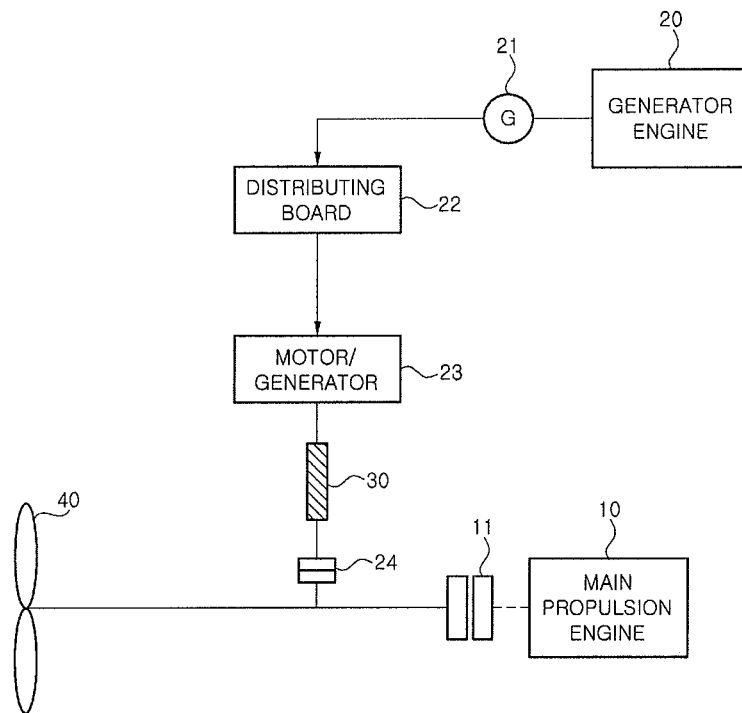 20
21
G
GENERATOR
ENGINE
DISTRIBUTING
BOARD
22
MOTOR/
GENERATOR
23
30
40
24
11
10
MAIN
PROPULSION
ENGINE